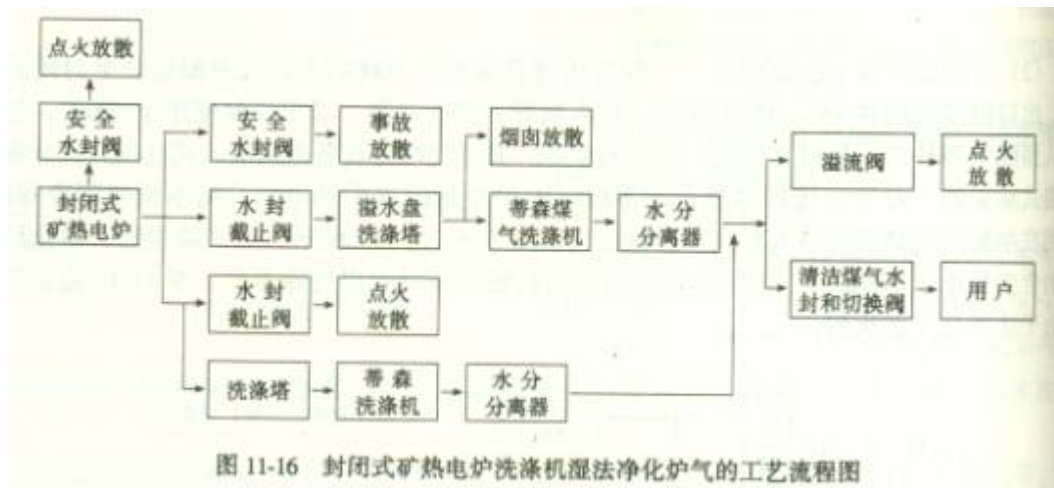 点火放散
安 全
水封阀
安 全
水封阀
事故
放散
烟囱放散
溢流阀
点 火
放 散
封闭式
矿热电炉
水 封
截止阀
溢水盘
洗涤塔
蒂森煤
气洗涤机
水 分
分离器
水 封
截止阀
点火
放散
清洁煤气水
封和切换阀
用 户
洗涤塔
蒂 森
洗涤机
水 分
分离器
图 11-16 封闭式矿热电炉洗涤机湿法净化炉气的工艺流程图